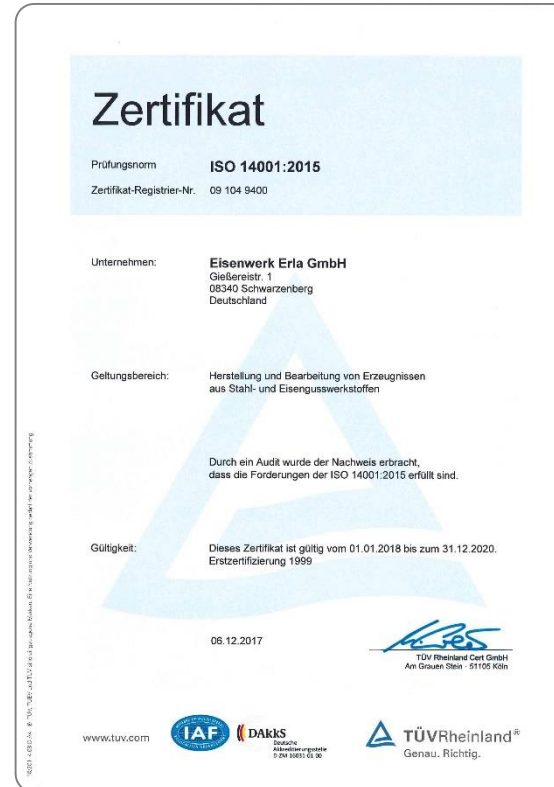 Zertifikat
Prüfungsnorm ISO 14001:2015
Zertifikat-Registrier-Nr. 09 104 9400
Unternehmen: Eisenwerk Erla GmbH
Gießereistr. 1
08340 Schwarzenberg
Deutschland
Geltungsbereich: Herstellung und Bearbeitung von Erzeugnissen
aus Stahl- und Eisengusswerkstoffen
Durch ein Audit wurde der Nachweis erbracht,
dass die Forderungen der ISO 14001:2015 erfüllt sind.
Gültigkeit: Dieses Zertifikat ist gültig vom 01.01.2018 bis zum 31.12.2020.
Erstzertifizierung 1999
06.12.2017
TÜV Rheinland Cert GmbH
Am Grauen Stein · 51105 Köln
www.tuv.com
IAF
DAkkS
Deutsche
Akkreditierungsstelle
D-ZM-16031-01-00
TÜVRheinland®
Genau. Richtig.